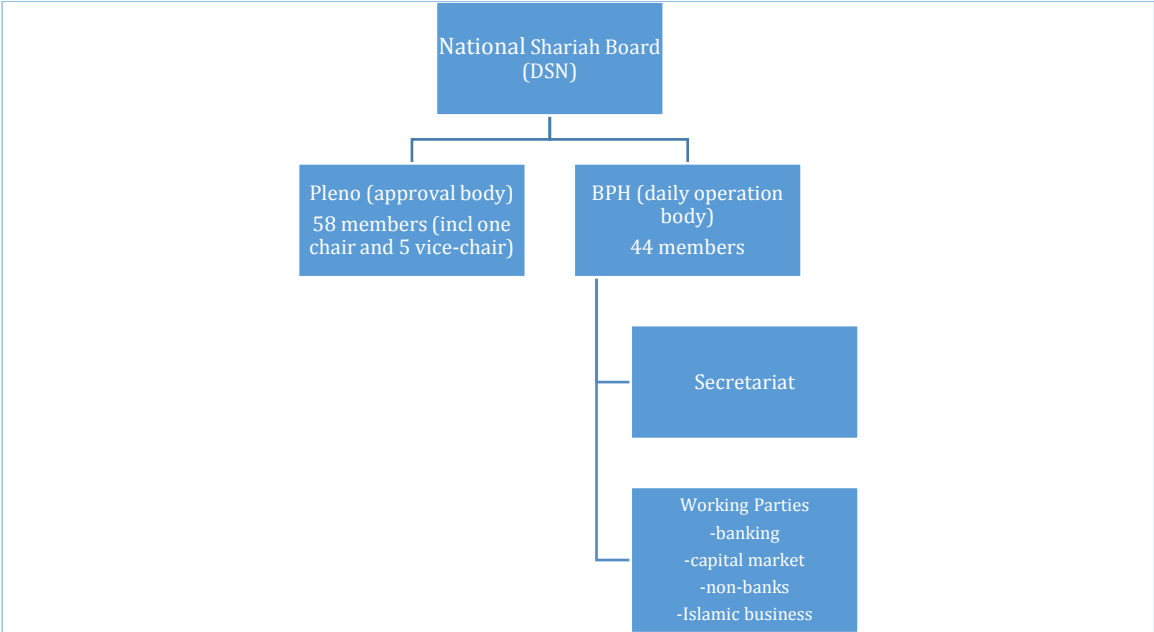 National Shariah Board
(DSN)
Pleno (approval body)
58 members (incl one
chair and 5 vice-chair)
BPH (daily operation
body)
44 members
Secretariat
Working Parties
-banking
-capital market
-non-banks
-Islamic business